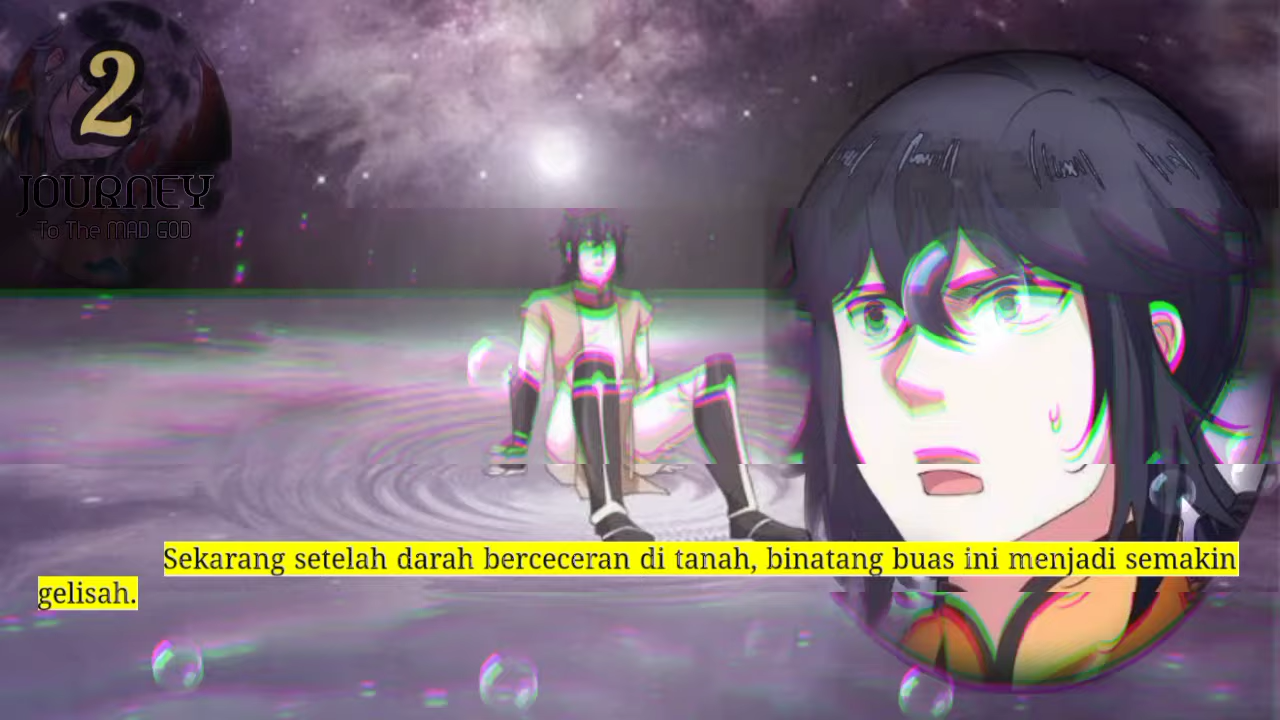 2
JOURNEY
To The MAD GOD
Sekarang setelah darah berceceran di tanah, binatang buas ini menjadi semakin
gelisah.